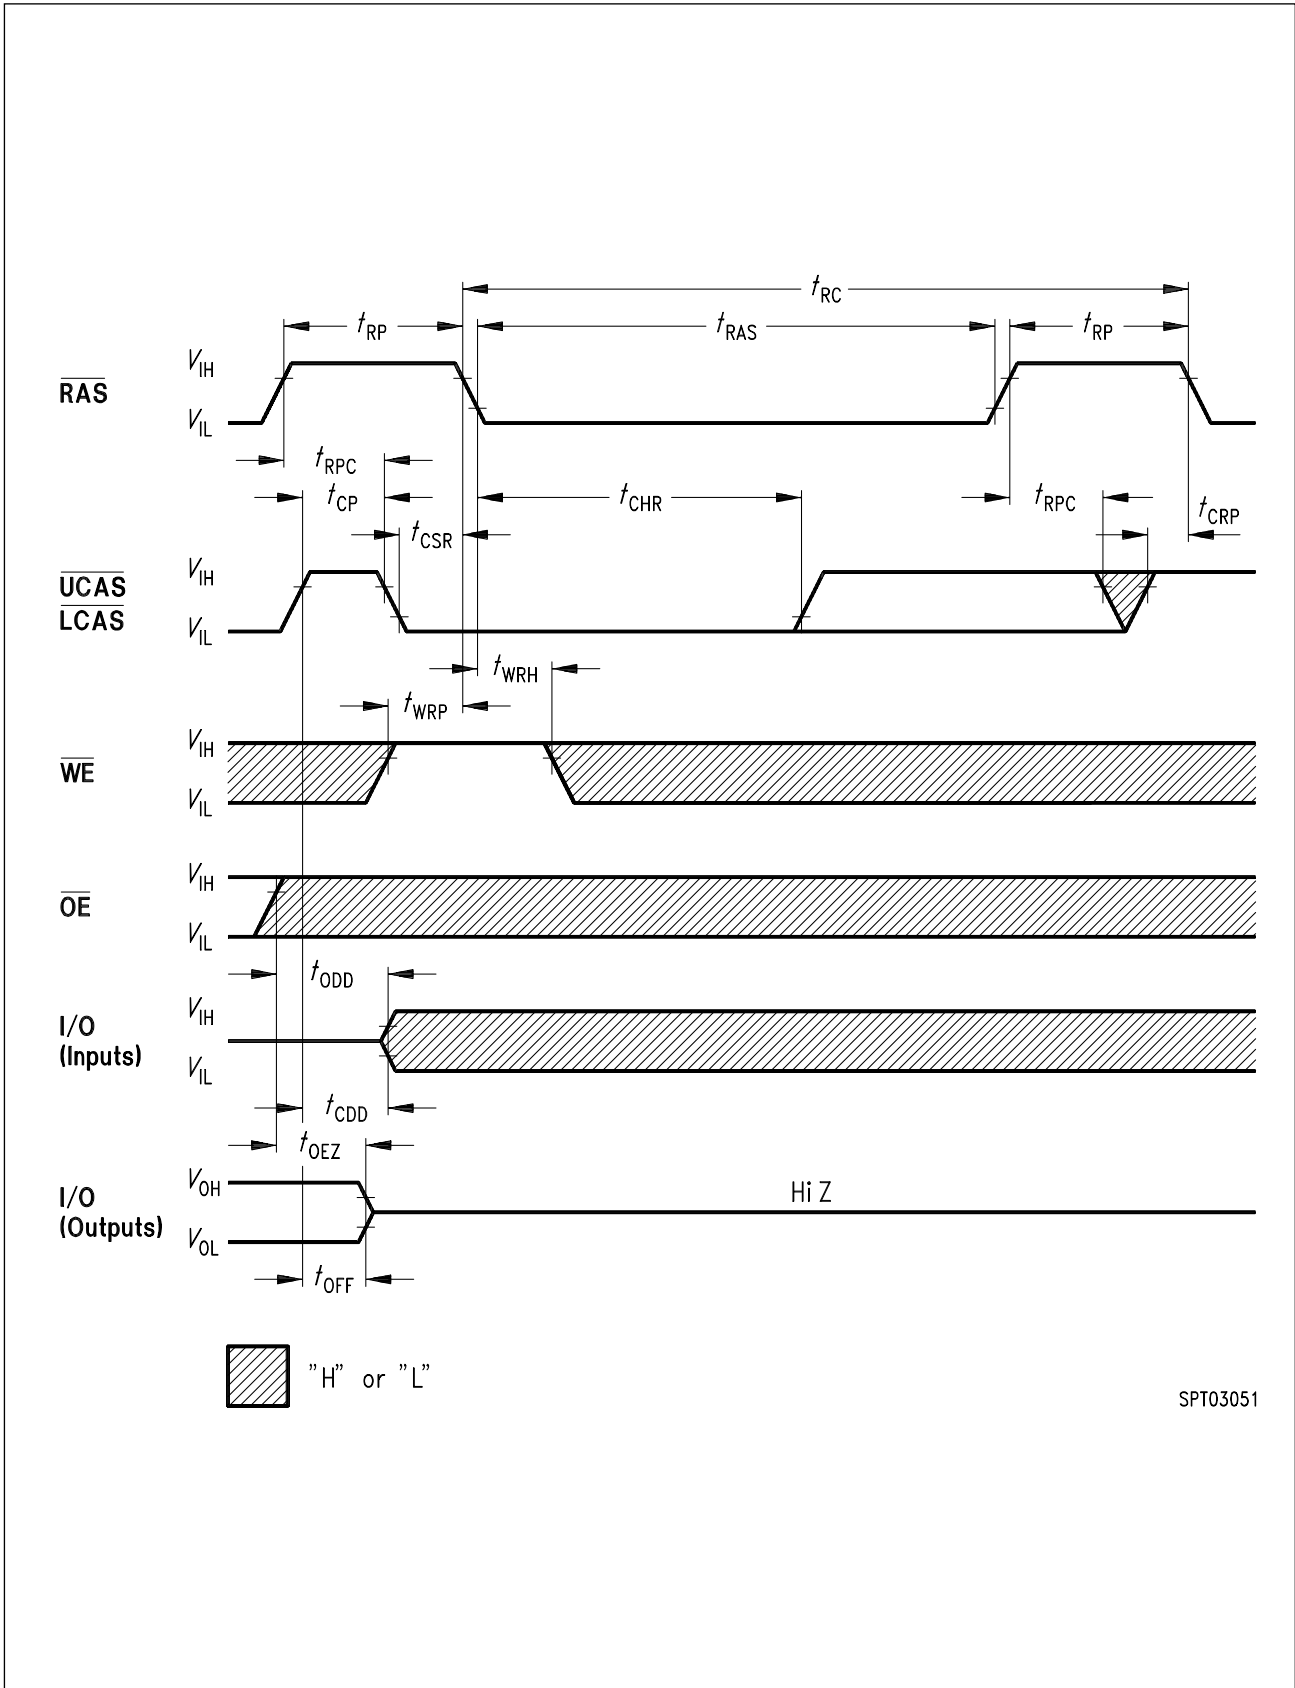 tRC
tRP tRAS tRP
RAS VIH
VIL
tRPC
tCP tCHR tRPC tCRP
tCSR
UCAS VIH
LCAS VIL
tWRH
tWRP
WE VIH
VIL
OE VIH
VIL
tODD
I/O VIH
(Inputs)
VIL
tCDD
tOEZ
I/O VOH Hi Z
(Outputs) VOL
tOFF
"H" or "L"
SPT03051